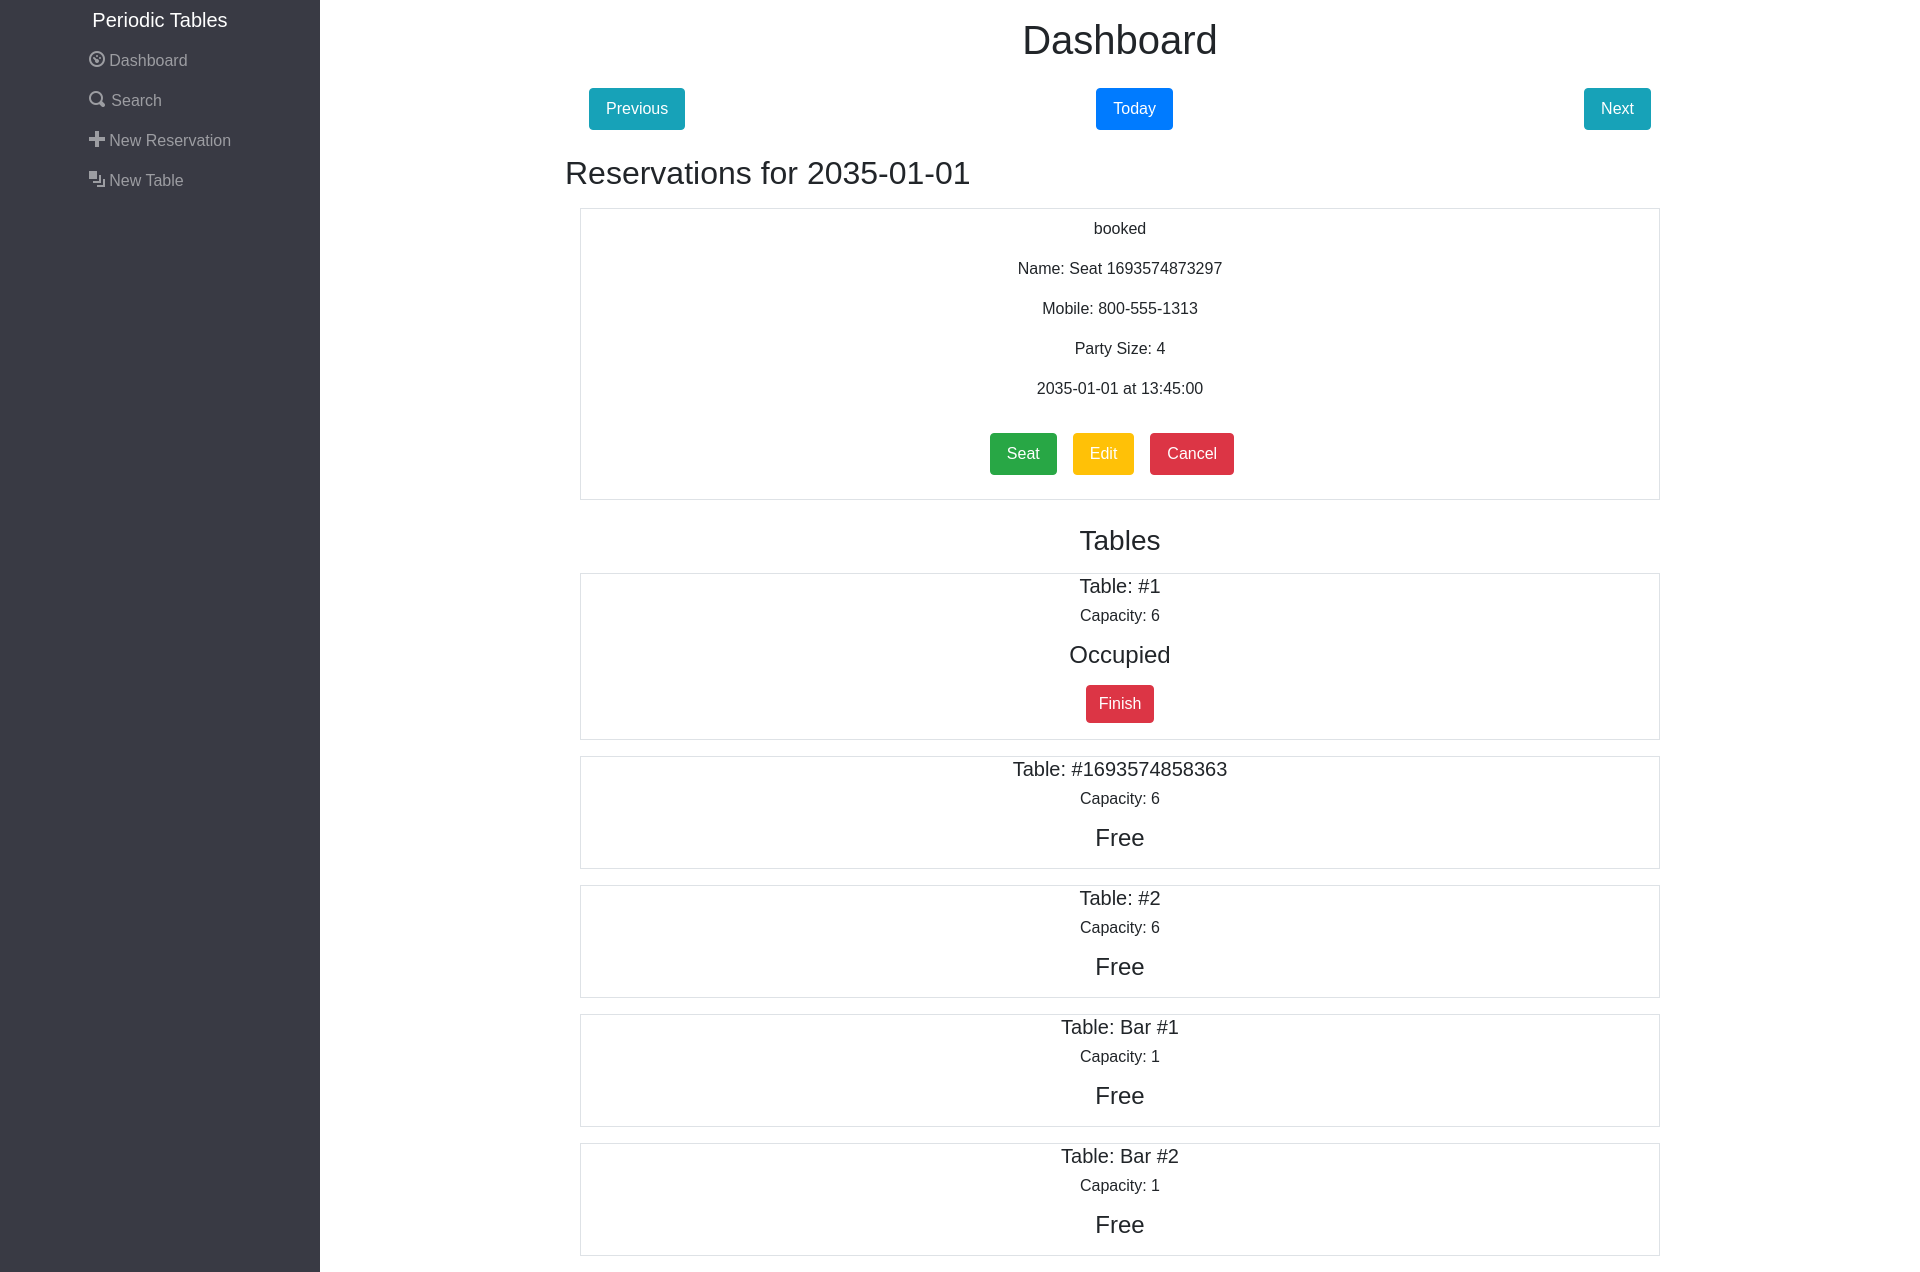 Periodic Tables
Dashboard
Search
New Reservation
New Table
Dashboard
Previous Today Next
Reservations for 2035-01-01
booked
Name: Seat 1693574873297
Mobile: 800-555-1313
Party Size: 4
2035-01-01 at 13:45:00
Seat Edit Cancel
Tables
Table: #1
Capacity: 6
Occupied
Finish
Table: #1693574858363
Capacity: 6
Free
Table: #2
Capacity: 6
Free
Table: Bar #1
Capacity: 1
Free
Table: Bar #2
Capacity: 1
Free